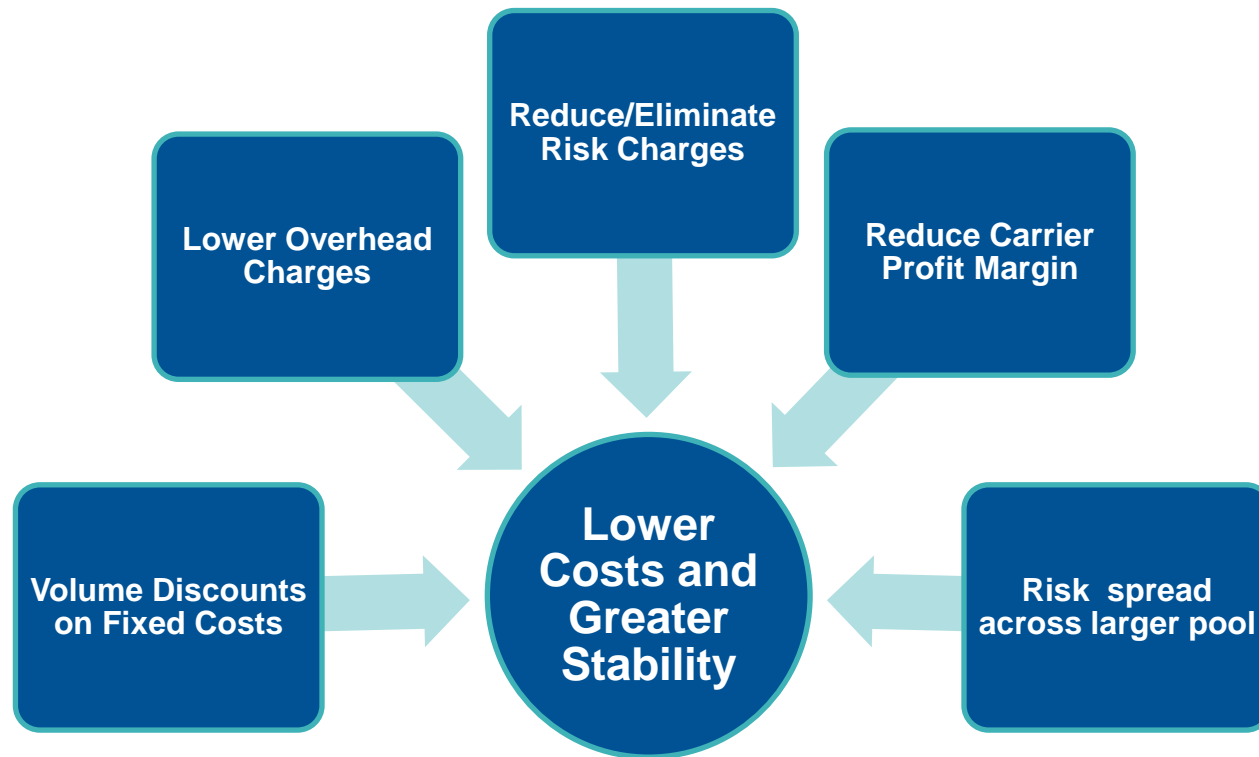 Reduce/Eliminate
Risk Charges
Lower Overhead
Charges
Reduce Carrier
Profit Margin
Volume Discounts
on Fixed Costs
Lower
Costs and
Greater
Stability
Risk  spread
across larger pool